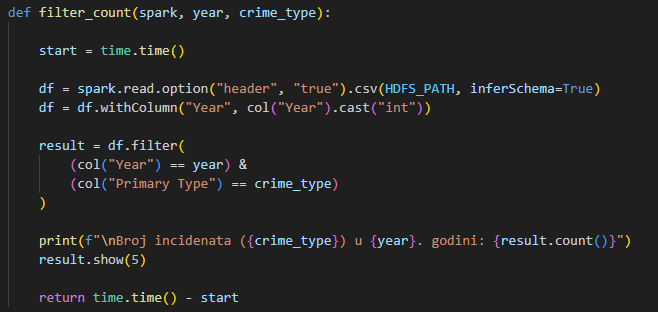 def filter_count(spark, year, crime_type):
    start = time.time()
    df = spark.read.option("header", "true").csv(HDFS_PATH, inferSchema=True)
    df = df.withColumn("Year", col("Year").cast("int"))
    result = df.filter(
        (col("Year") == year) &
        (col("Primary Type") == crime_type)
    )
    print(f"\nBroj incidenata ({crime_type}) u {year}. godini: {result.count()}")
    result.show(5)
    return time.time() - start